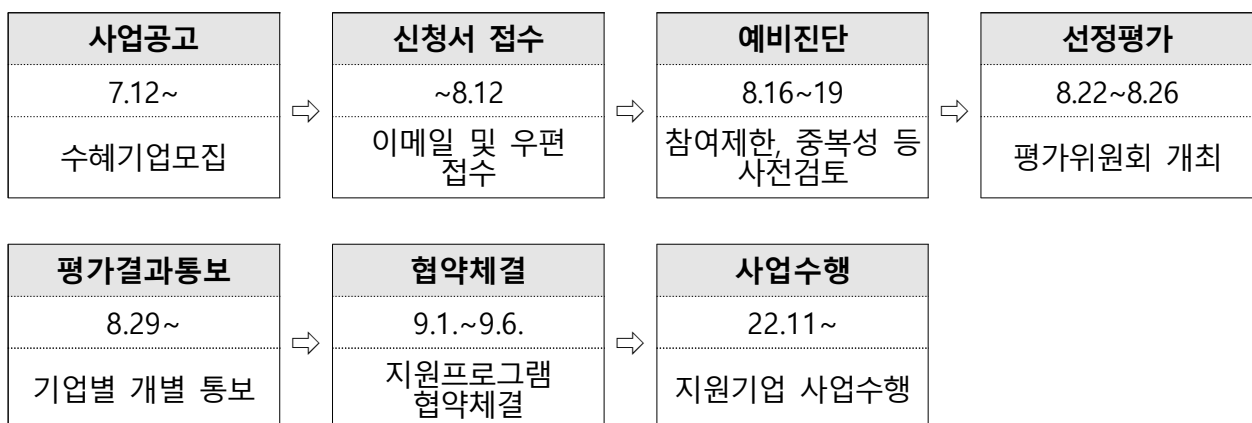 사업공고
7.12~
수혜기업모집
⇨
신청서 접수
~8.12
이메일 및 우편
접수
⇨
예비진단
8.16~19
참여제한, 중복성 등
사전검토
⇨
선정평가
8.22~8.26
평가위원회 개최
평가결과통보
8.29~
기업별 개별 통보
⇨
협약체결
9.1.~9.6.
지원프로그램
협약체결
⇨
사업수행
22.11~
지원기업 사업수행